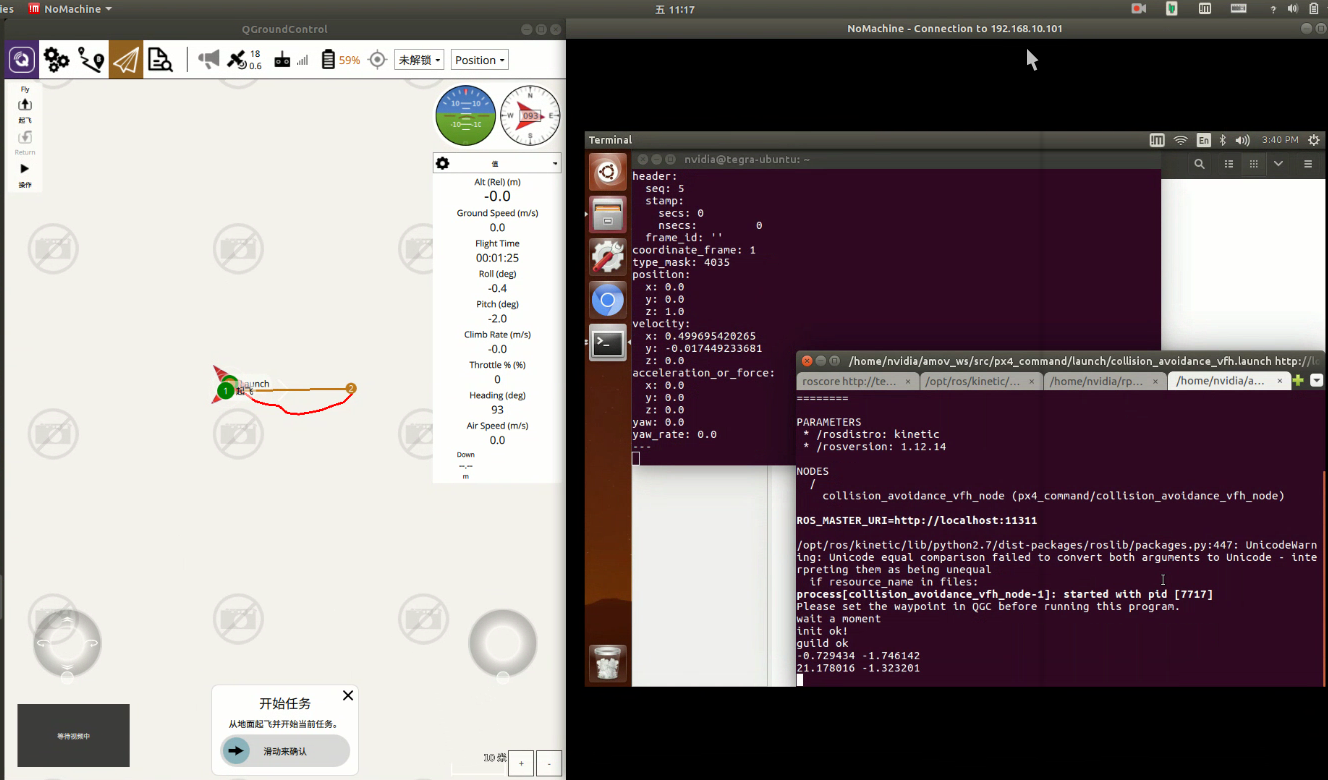 ies NoMachine
五 11:17
QGroundControl
18
0.6
59%
未解锁
Position
Fly
起飞
Return
操作
10 10
-10 -10
N
W 093 E
S
值
Alt (Rel) (m)
-0.0
Ground Speed (m/s)
0.0
Flight Time
00:01:25
Roll (deg)
-0.4
Pitch (deg)
-2.0
Climb Rate (m/s)
-0.0
Throttle % (%)
0
Heading (deg)
93
Air Speed (m/s)
0.0
Down
--.--
m
1
2
开始任务
从地面起飞并开始当前任务。
滑动来确认
等待视频中
+
-
NoMachine - Connection to 192.168.10.101
Terminal
En
3:40 PM
nvidia@tegra-ubuntu: ~
header:
seq: 5
stamp:
secs: 0
nsecs: 0
frame_id: ''
coordinate_frame: 1
type_mask: 4035
position:
x: 0.0
y: 0.0
z: 1.0
velocity:
x: 0.499695420265
y: -0.017449233681
z: 0.0
acceleration_or_force:
x: 0.0
y: 0.0
z: 0.0
yaw: 0.0
yaw_rate: 0.0
---
/home/nvidia/amov_ws/src/px4_command/launch/collision_avoidance_vfh.launch http://lo
roscore http://te... × /opt/ros/kinetic/... × /home/nvidia/rp... × /home/nvidia/a... ×
========
PARAMETERS
* /rosdistro: kinetic
* /rosversion: 1.12.14
NODES
/
collision_avoidance_vfh_node (px4_command/collision_avoidance_vfh_node)
ROS_MASTER_URI=http://localhost:11311
/opt/ros/kinetic/lib/python2.7/dist-packages/roslib/packages.py:447: UnicodeWarn
ing: Unicode equal comparison failed to convert both arguments to Unicode - inte
rpreting them as being unequal
if resource_name in files:
process[collision_avoidance_vfh_node-1]: started with pid [7717]
Please set the waypoint in QGC before running this program.
wait a moment
init ok!
guild ok
-0.729434 -1.746142
21.178016 -1.323201